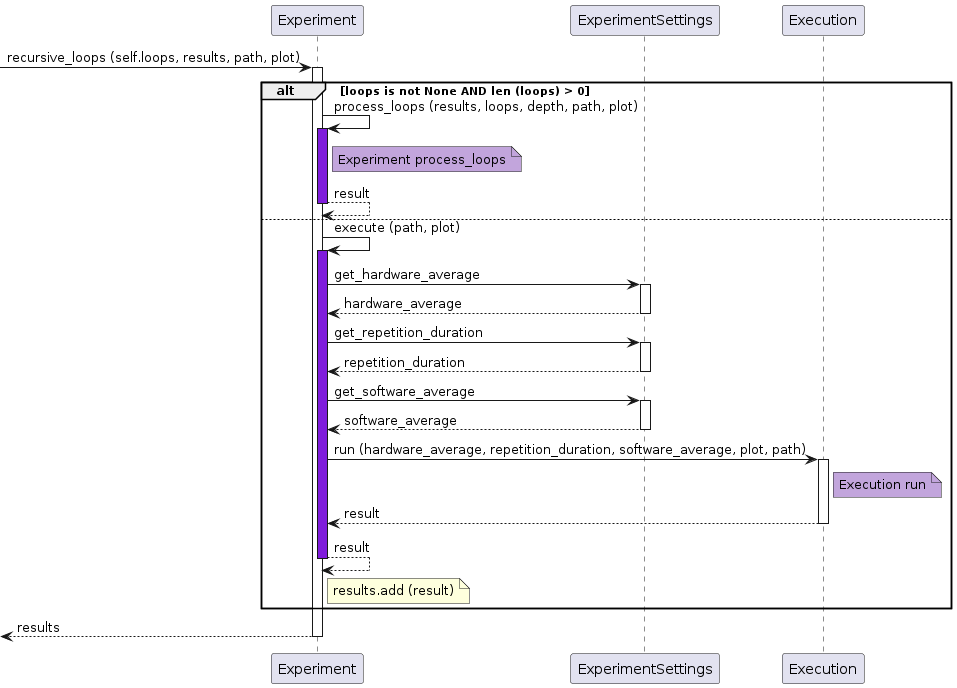 Experiment ExperimentSettings Execution
recursive_loops (self.loops, results, path, plot)
alt [loops is not None AND len (loops) > 0]
process_loops (results, loops, depth, path, plot)
Experiment process_loops
result
execute (path, plot)
get_hardware_average
hardware_average
get_repetition_duration
repetition_duration
get_software_average
software_average
run (hardware_average, repetition_duration, software_average, plot, path)
Execution run
result
result
results.add (result)
results
Experiment ExperimentSettings Execution